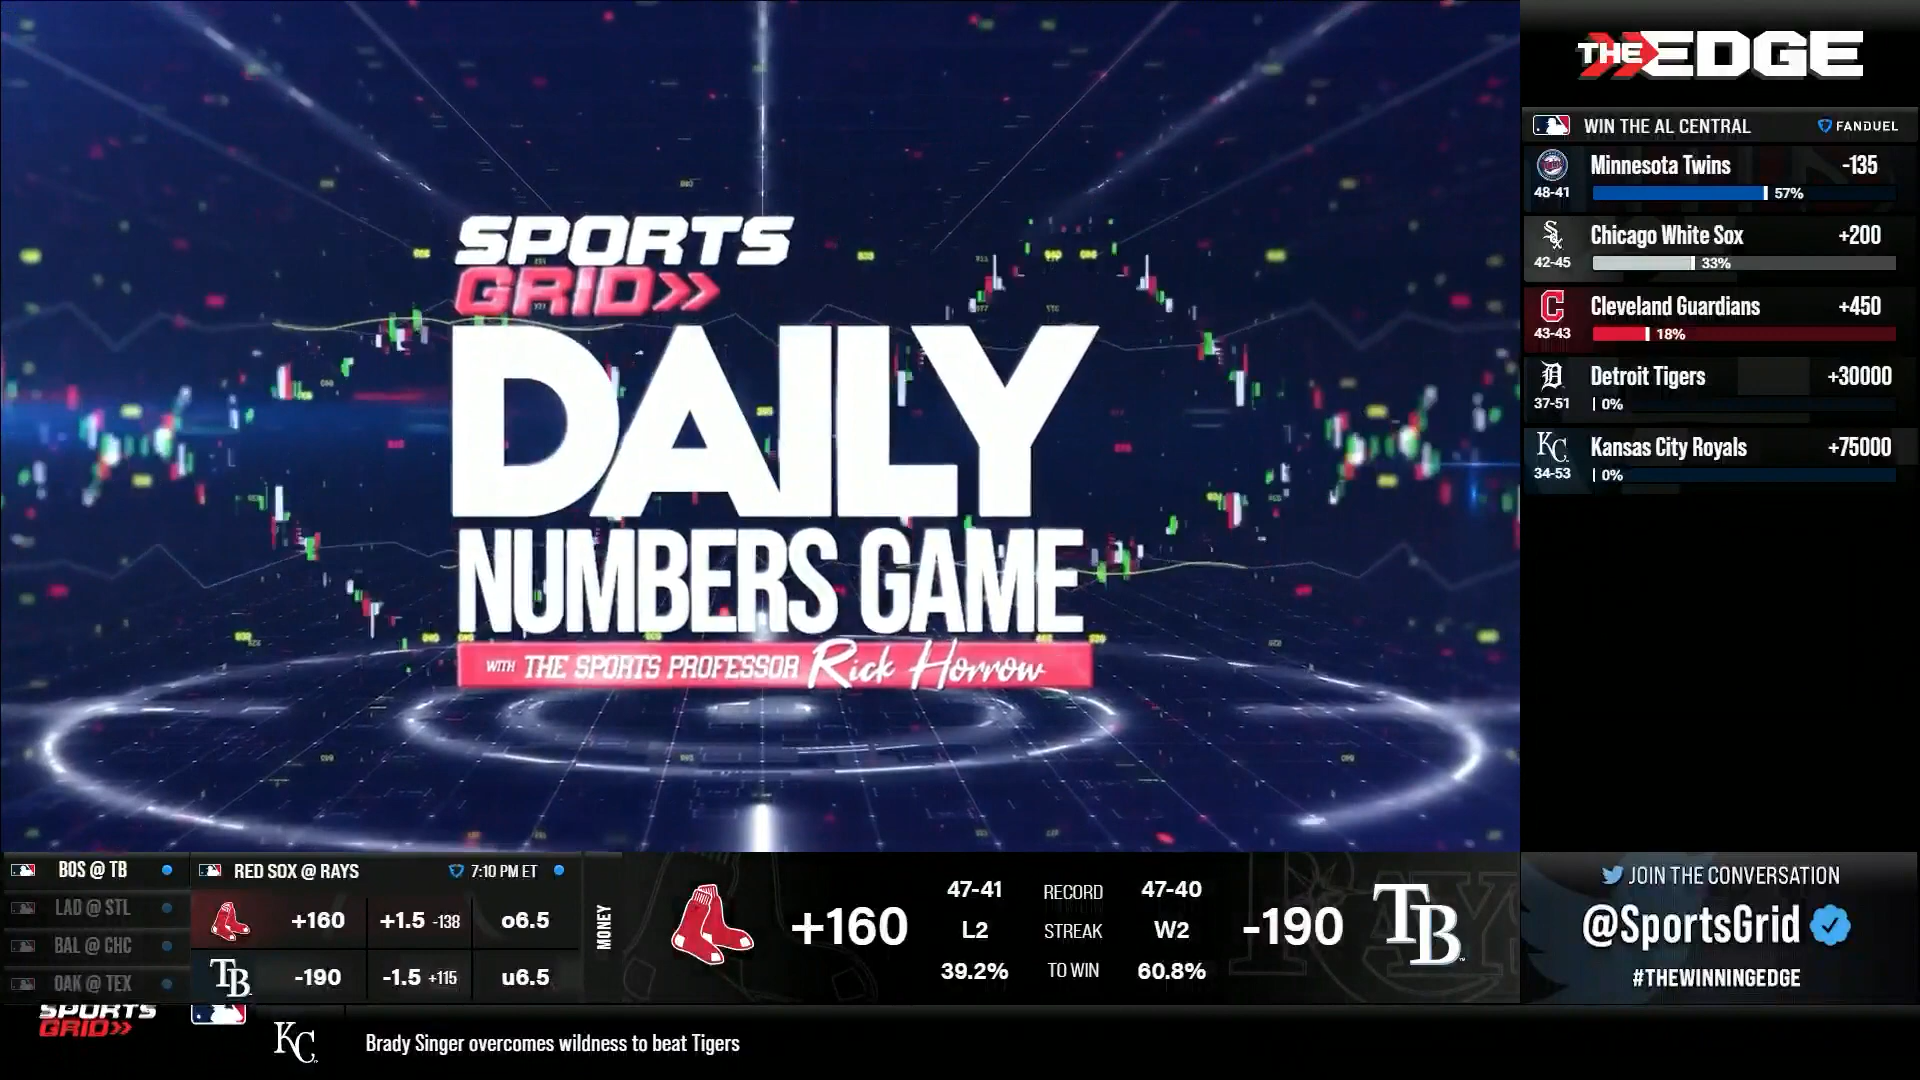 SPORTS
GRID
DAILY
NUMBERS GAME
WITH THE SPORTS PROFESSOR Rick Horrow
THE EDGE
WIN THE AL CENTRAL FANDUEL
Minnesota Twins -135
48-41 57%
Chicago White Sox +200
42-45 33%
Cleveland Guardians +450
43-43 18%
Detroit Tigers +30000
37-51 0%
Kansas City Royals +75000
34-53 0%
BOS @ TB
LAD @ STL
BAL @ CHC
OAK @ TEX
RED SOX @ RAYS 7:10 PM ET
+160 +1.5 -138 o6.5
TB -190 -1.5 +115 u6.5
MONEY
+160
47-41 RECORD 47-40
L2 STREAK W2
39.2% TO WIN 60.8%
-190
TB
JOIN THE CONVERSATION
@SportsGrid
#THEWINNINGEDGE
SPORTS
GRID
KC
Brady Singer overcomes wildness to beat Tigers